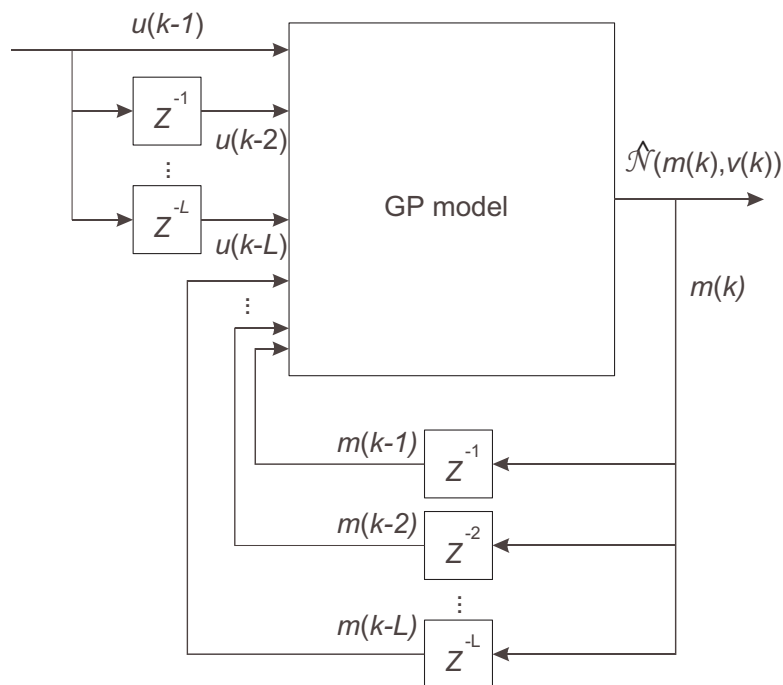 u(k-1)
Z⁻¹
u(k-2)
⋮
Z⁻ᴸ
u(k-L)
⋮
GP model
𝒩̂(m(k),v(k))
m(k)
m(k-1)
Z⁻¹
m(k-2)
Z⁻²
⋮
m(k-L)
Z⁻ᴸ